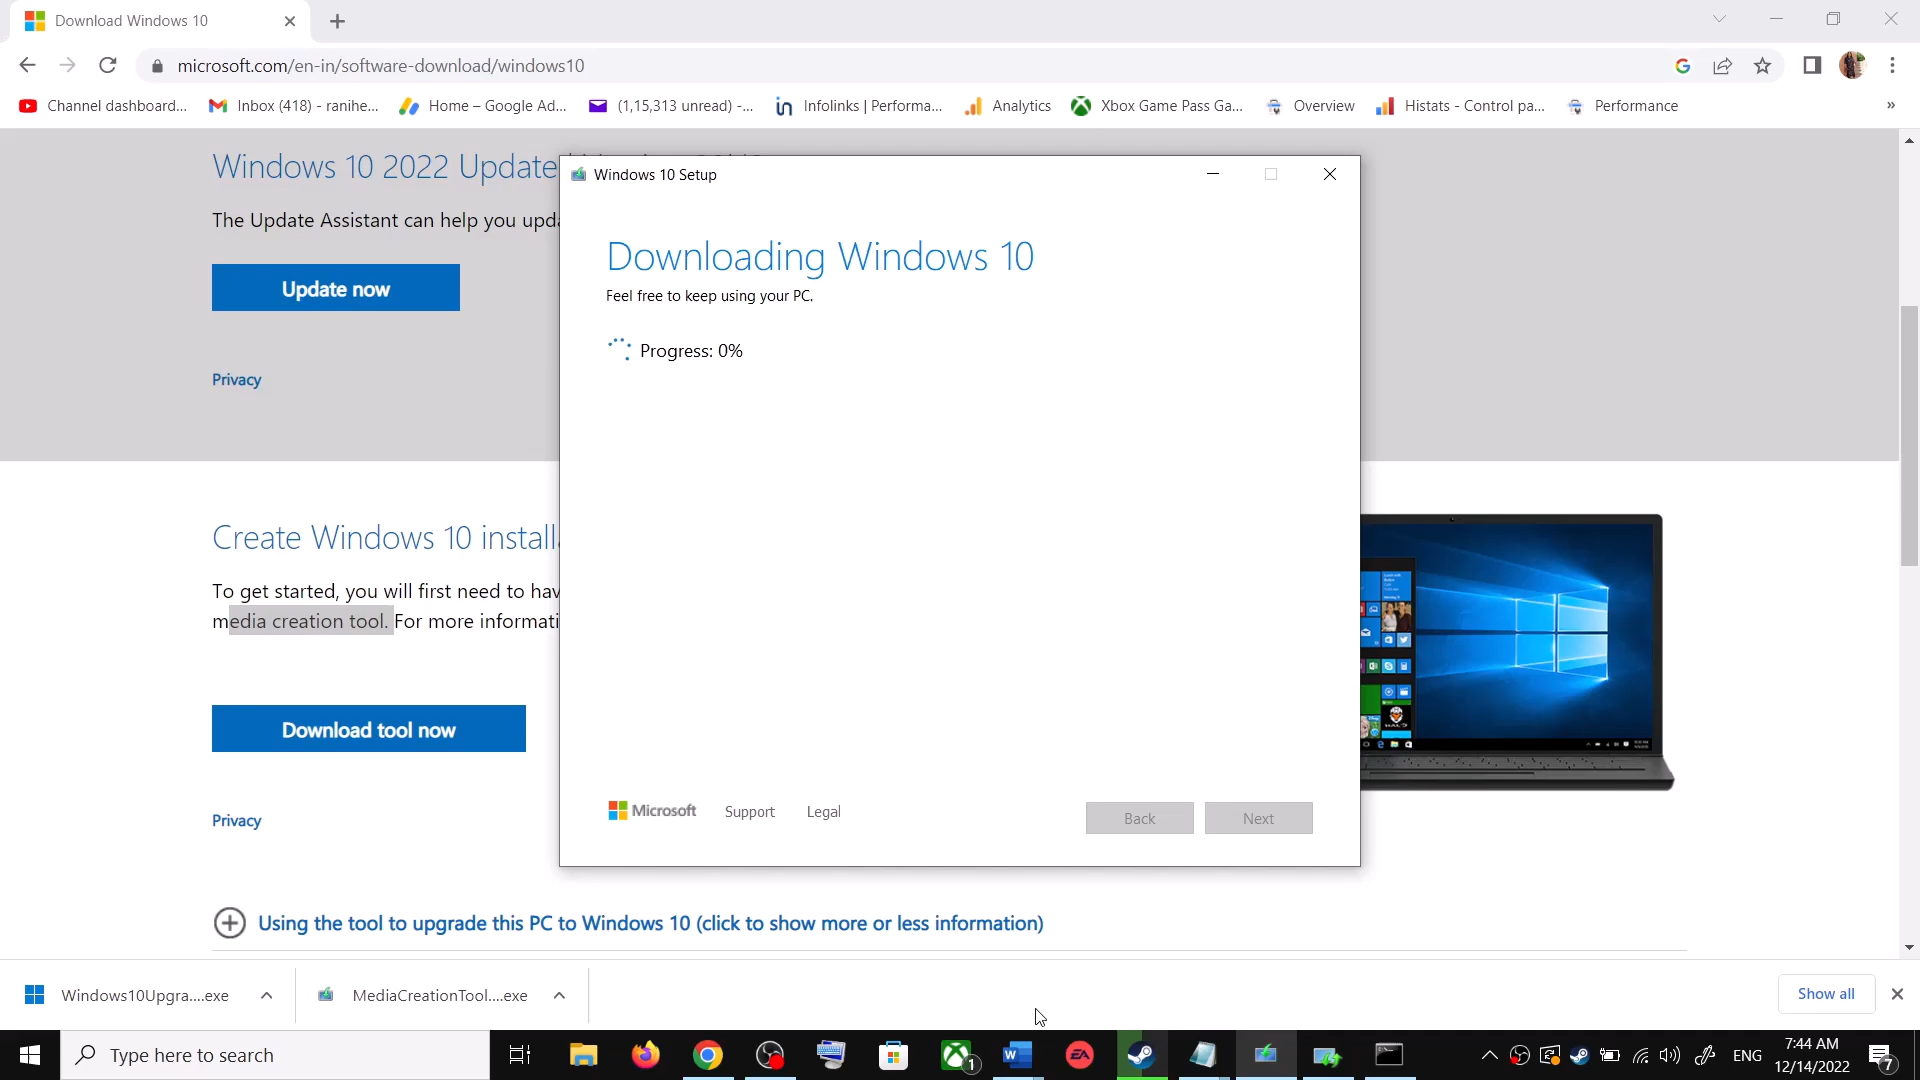 Download Windows 10
microsoft.com/en-in/software-download/windows10
Channel dashboard... Inbox (418) - ranihe... Home – Google Ad... (1,15,313 unread) -... Infolinks | Performa... Analytics Xbox Game Pass Ga... Overview Histats - Control pa... Performance »
Windows 10 2022 Update
The Update Assistant can help you upda
Update now
Privacy
Windows 10 Setup
Downloading Windows 10
Feel free to keep using your PC.
Progress: 0%
Microsoft Support Legal
Back Next
Create Windows 10 installa
To get started, you will first need to hav
media creation tool. For more informati
Download tool now
Privacy
Using the tool to upgrade this PC to Windows 10 (click to show more or less information)
Windows10Upgra....exe MediaCreationTool....exe Show all
Type here to search
1
ENG
7:44 AM
12/14/2022
7